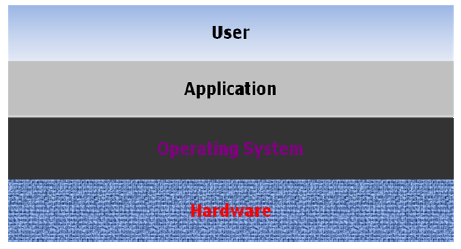 User
Application
Operating System
Hardware